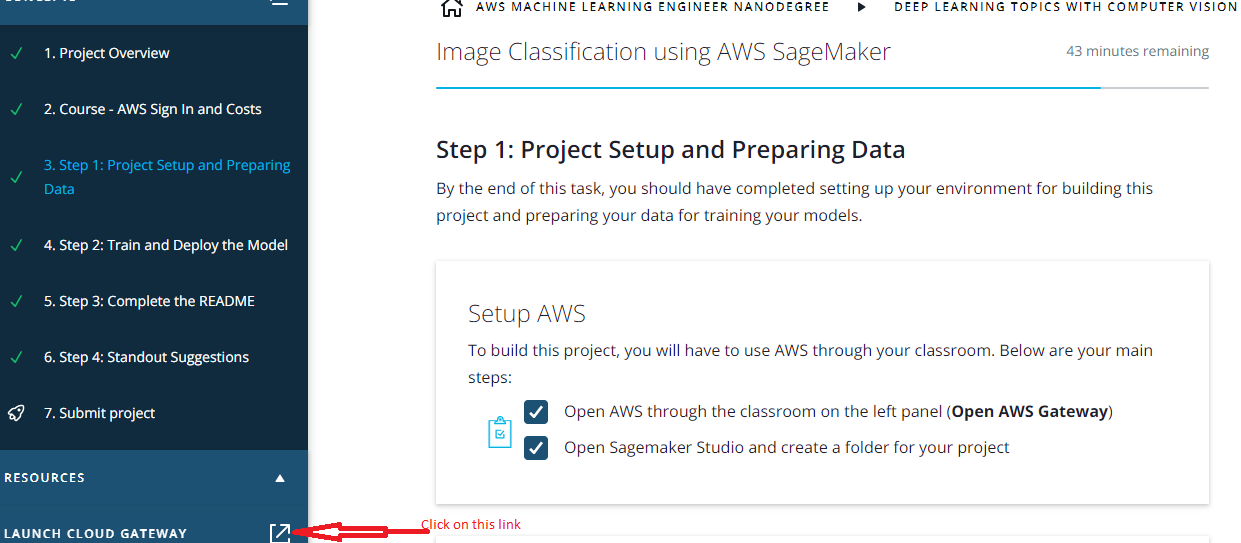 AWS MACHINE LEARNING ENGINEER NANODEGREE DEEP LEARNING TOPICS WITH COMPUTER VISION
1. Project Overview
2. Course - AWS Sign In and Costs
3. Step 1: Project Setup and Preparing
Data
4. Step 2: Train and Deploy the Model
5. Step 3: Complete the README
6. Step 4: Standout Suggestions
7. Submit project
RESOURCES
LAUNCH CLOUD GATEWAY
Image Classification using AWS SageMaker
43 minutes remaining
Step 1: Project Setup and Preparing Data
By the end of this task, you should have completed setting up your environment for building this
project and preparing your data for training your models.
Setup AWS
To build this project, you will have to use AWS through your classroom. Below are your main
steps:
Open AWS through the classroom on the left panel (Open AWS Gateway)
Open Sagemaker Studio and create a folder for your project
Click on this link